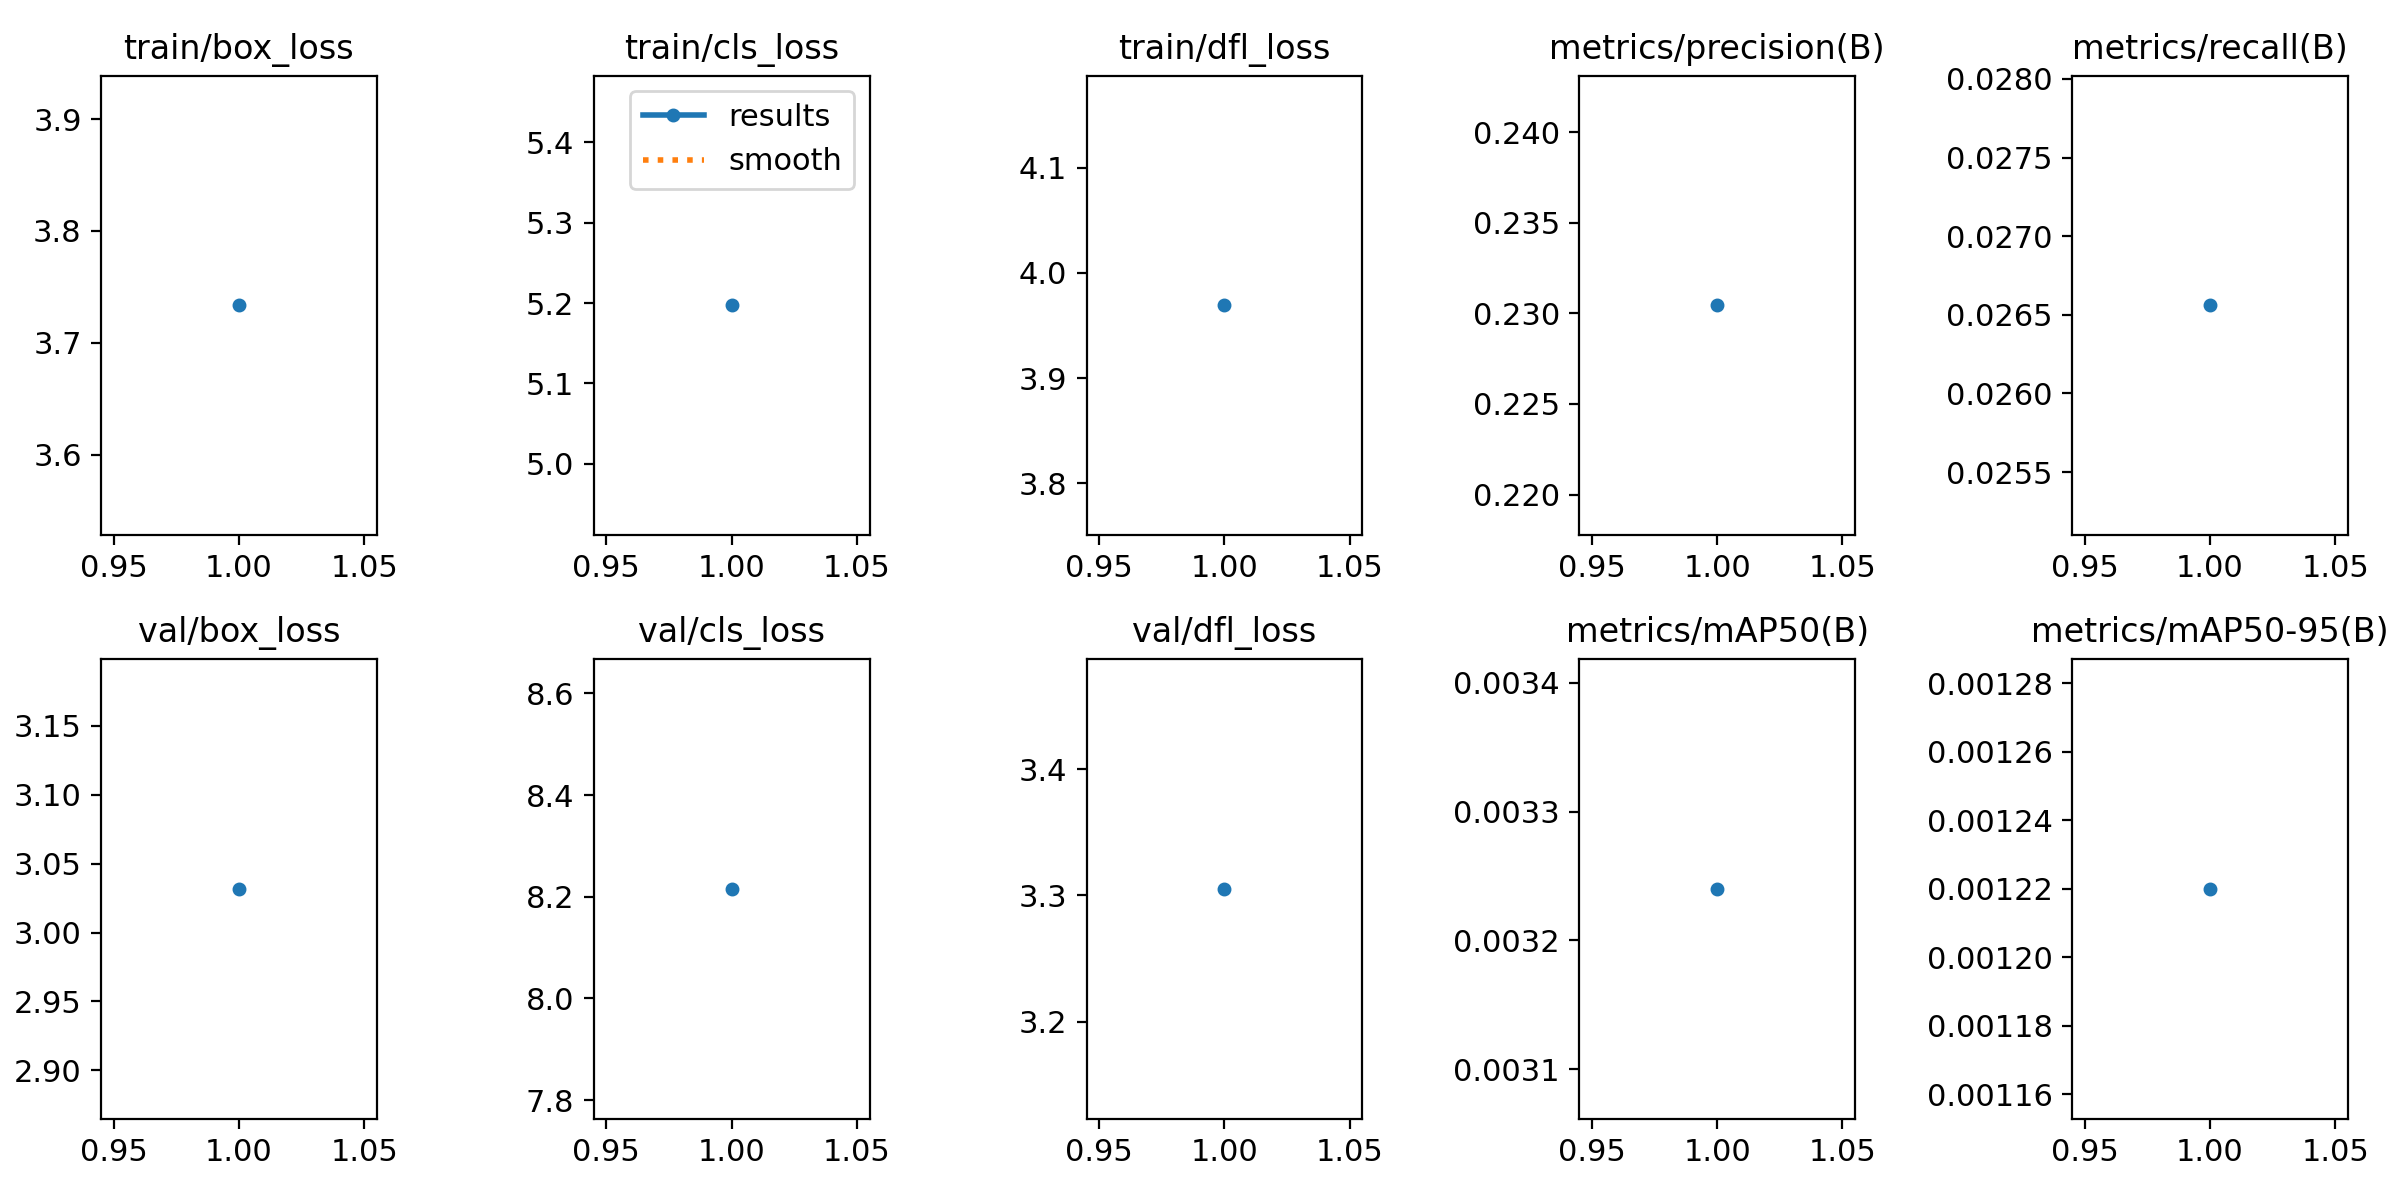 train/box_loss
3.9
3.8
3.7
3.6
0.95 1.00 1.05
train/cls_loss
results
smooth
5.4
5.3
5.2
5.1
5.0
0.95 1.00 1.05
train/dfl_loss
4.1
4.0
3.9
3.8
0.95 1.00 1.05
metrics/precision(B)
0.240
0.235
0.230
0.225
0.220
0.95 1.00 1.05
metrics/recall(B)
0.0280
0.0275
0.0270
0.0265
0.0260
0.0255
0.95 1.00 1.05
val/box_loss
3.15
3.10
3.05
3.00
2.95
2.90
0.95 1.00 1.05
val/cls_loss
8.6
8.4
8.2
8.0
7.8
0.95 1.00 1.05
val/dfl_loss
3.4
3.3
3.2
0.95 1.00 1.05
metrics/mAP50(B)
0.0034
0.0033
0.0032
0.0031
0.95 1.00 1.05
metrics/mAP50-95(B)
0.00128
0.00126
0.00124
0.00122
0.00120
0.00118
0.00116
0.95 1.00 1.05